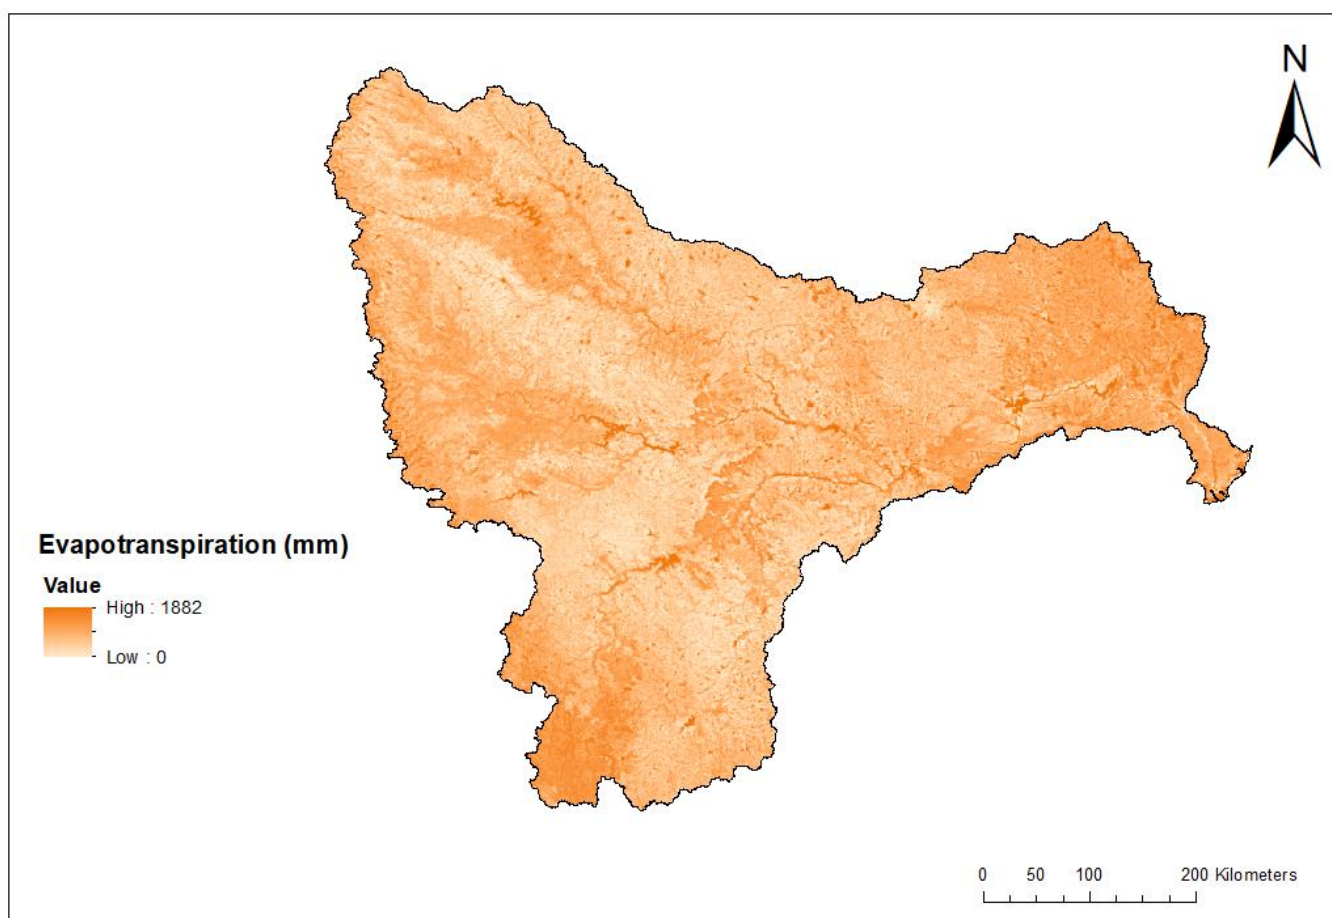 N
Evapotranspiration (mm)
Value
High : 1882
Low : 0
0 50 100 200 Kilometers